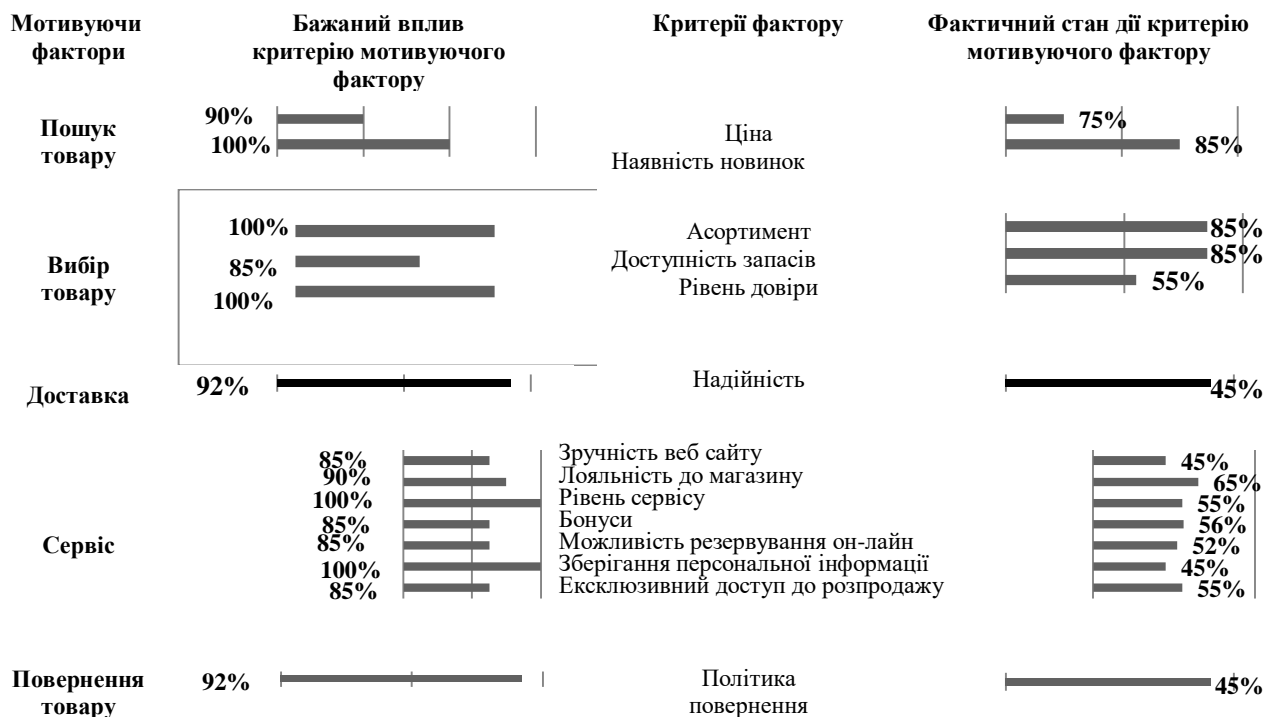 Мотивуючи
фактори
Бажаний вплив
критерію мотивуючого
фактору
Критерії фактору
Фактичний стан дії критерію
мотивуючого фактору
Пошук
товару
90%
100%
Ціна
Наявність новинок
75%
85%
Вибір
товару
100%
85%
100%
Асортимент
Доступність запасів
Рівень довіри
85%
85%
55%
Доставка
92%
Надійність
45%
Сервіс
85%
90%
100%
85%
85%
100%
85%
Зручність веб сайту
Лояльність до магазину
Рівень сервісу
Бонуси
Можливість резервування он-лайн
Зберігання персональної інформації
Ексклюзивний доступ до розпродажу
45%
65%
55%
56%
52%
45%
55%
Повернення
товару
92%
Політика
повернення
45%